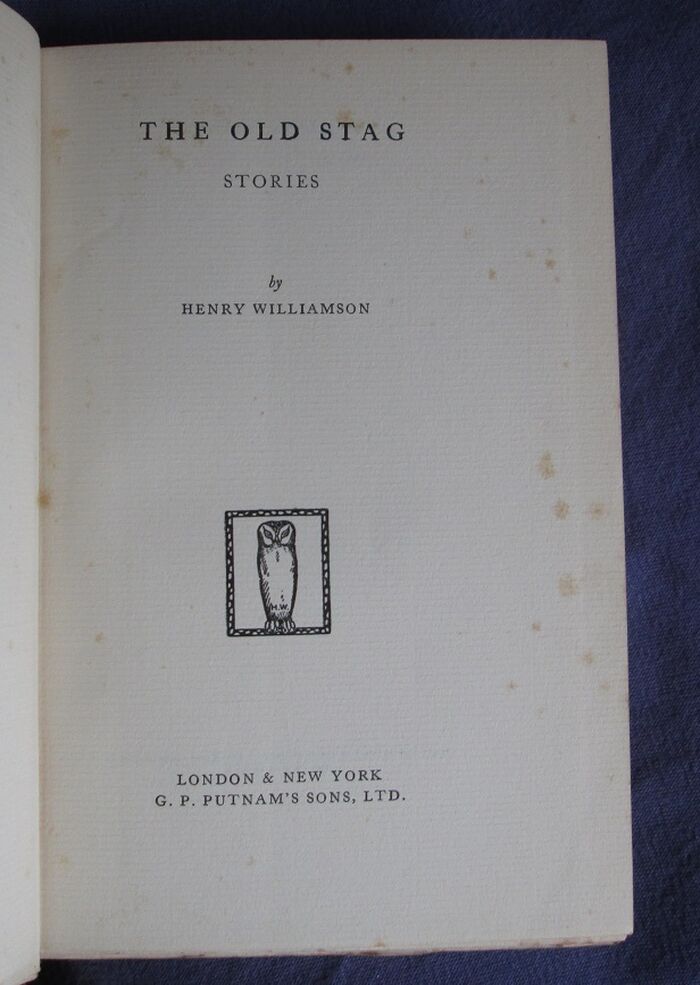 THE OLD STAG
STORIES
by
HENRY WILLIAMSON
H.W.
LONDON & NEW YORK
G. P. PUTNAM'S SONS, LTD.